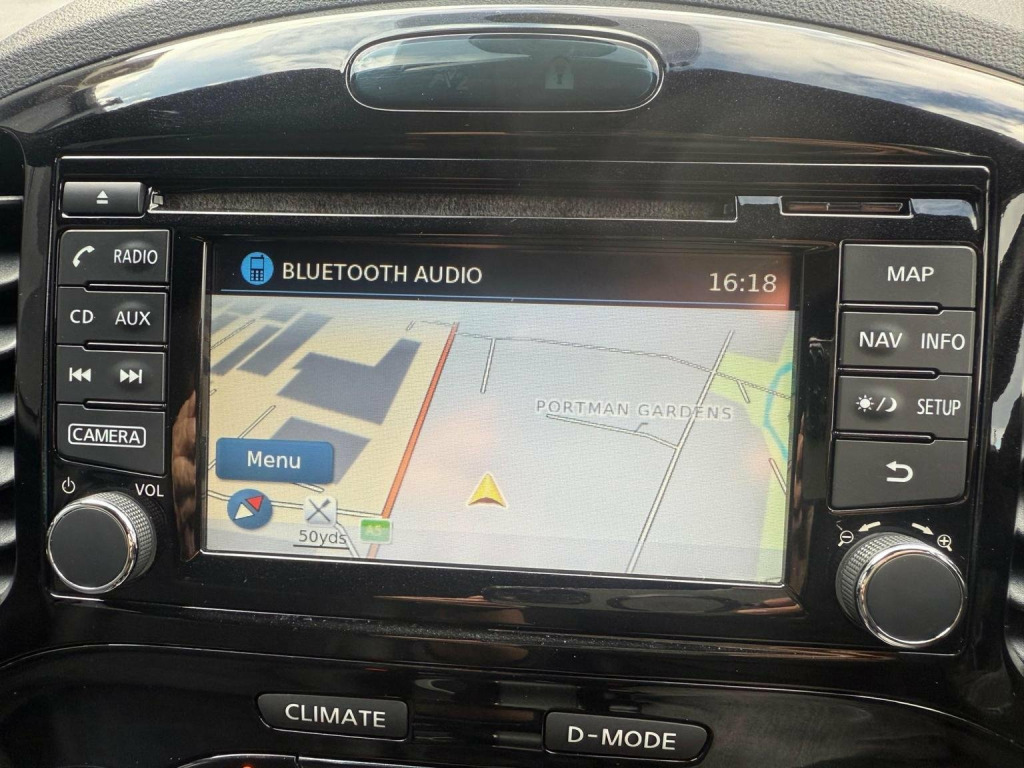 RADIO
CD AUX
CAMERA
VOL
BLUETOOTH AUDIO 16:18
PORTMAN GARDENS
Menu
50yds
A5
MAP
NAV INFO
SETUP
CLIMATE
D-MODE